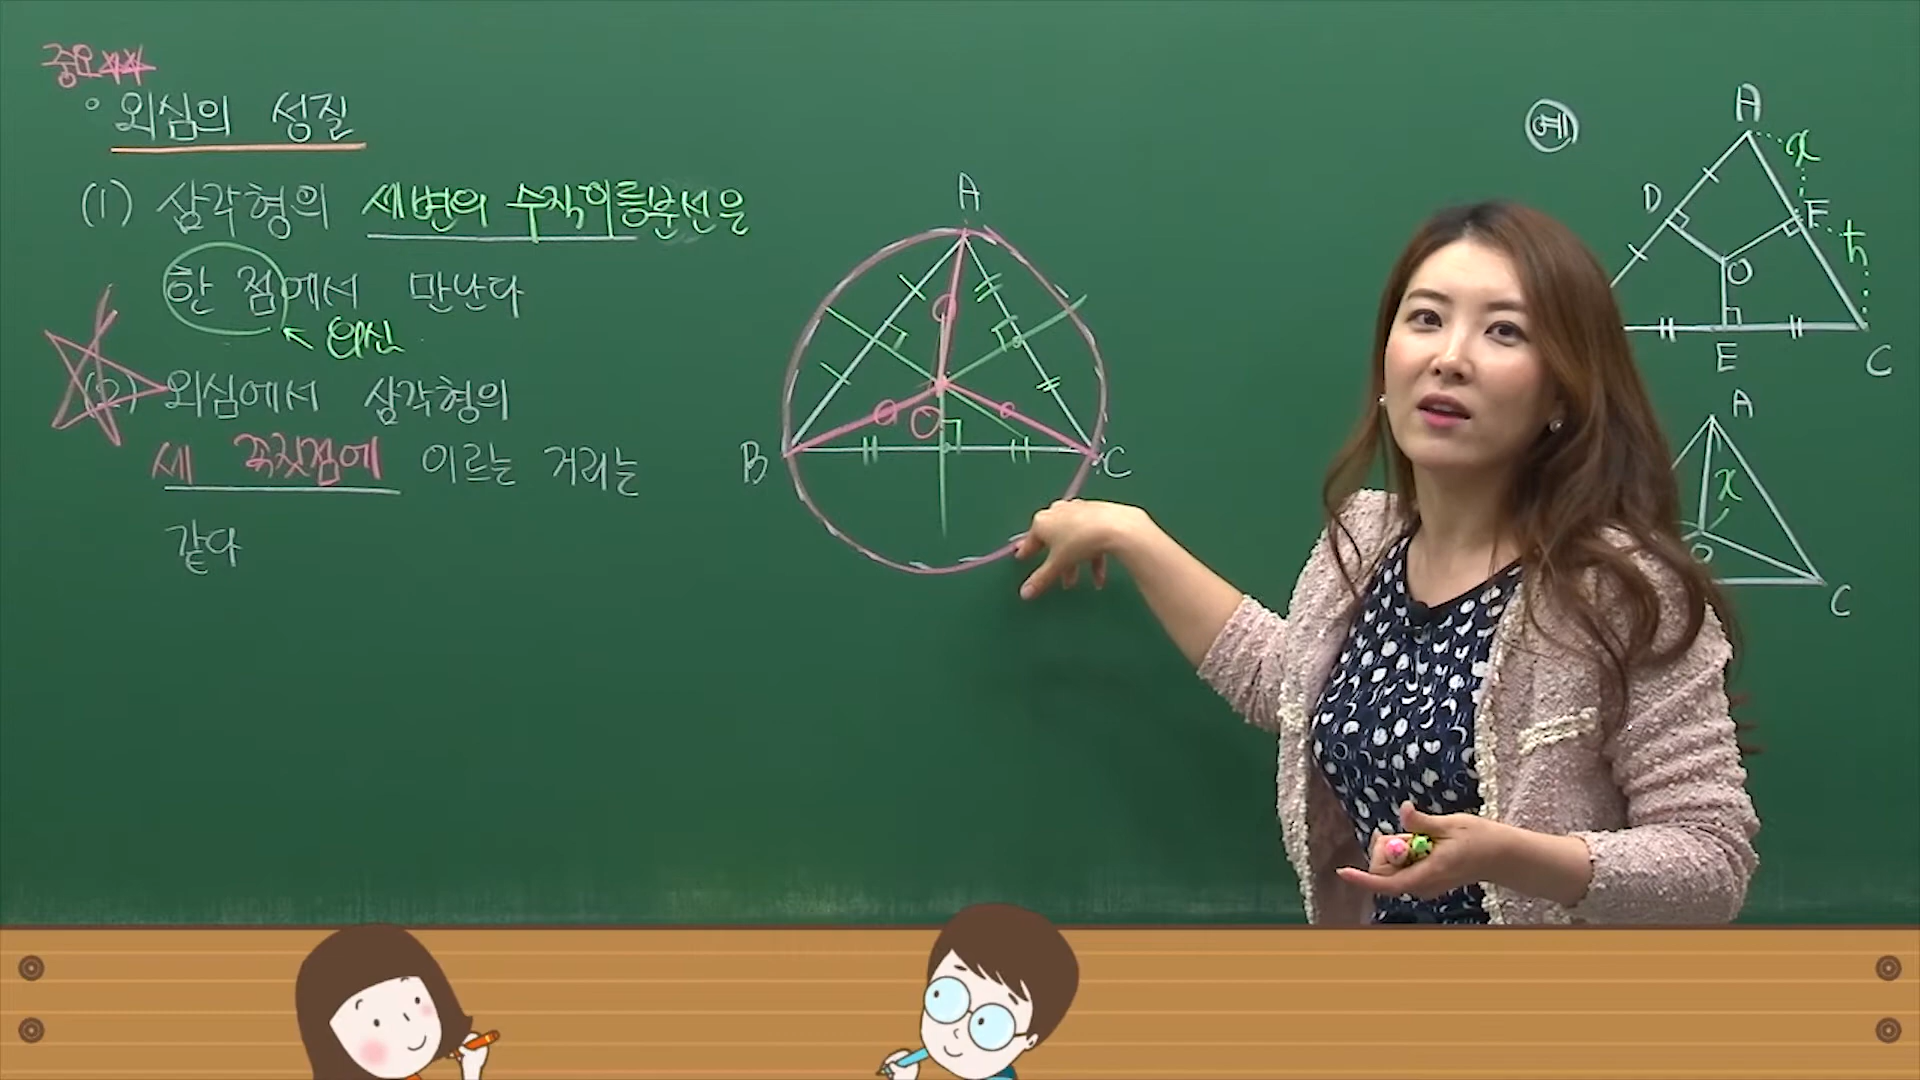 중요
외심의 성질
(1) 삼각형의 세변의 수직이등분선은
한 점에서 만난다
외심
(2) 외심에서 삼각형의
세 꼭짓점에 이르는 거리는
같다
A
B
O
C
예
A
D
F
O
E
C
A
x
O
C